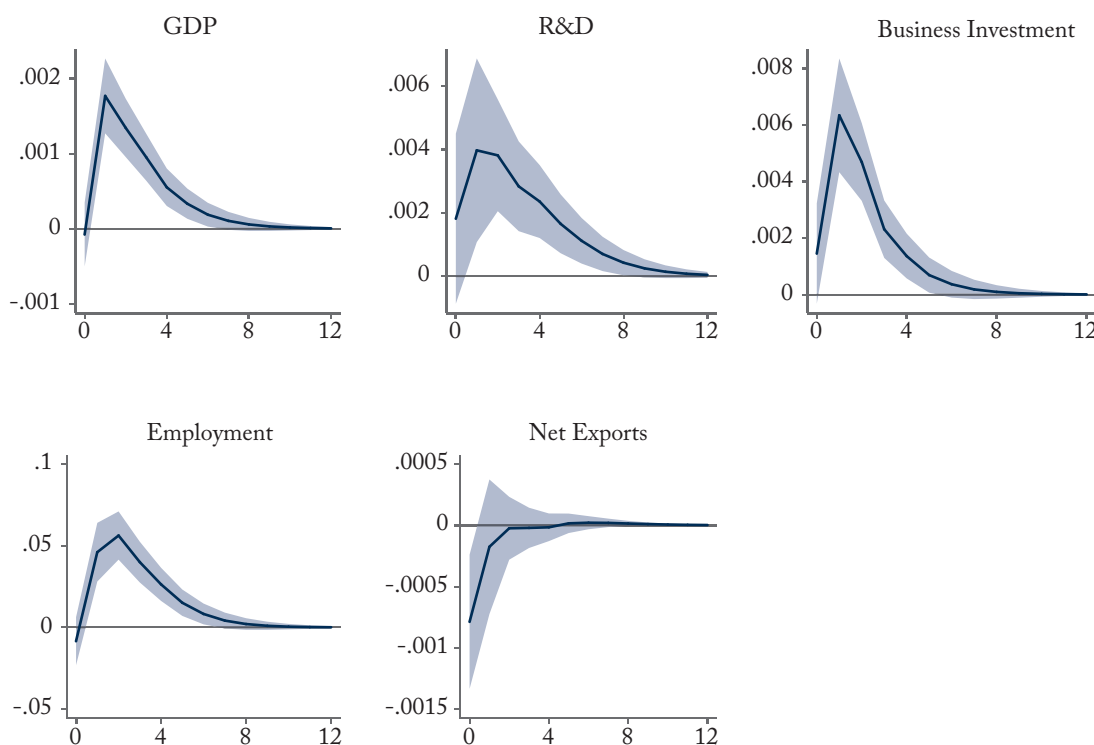 GDP
.002
.001
0
-.001
0 4 8 12
R&D
.006
.004
.002
0
0 4 8 12
Business Investment
.008
.006
.004
.002
0
0 4 8 12
Employment
.1
.05
0
-.05
0 4 8 12
Net Exports
.0005
0
-.0005
-.001
-.0015
0 4 8 12